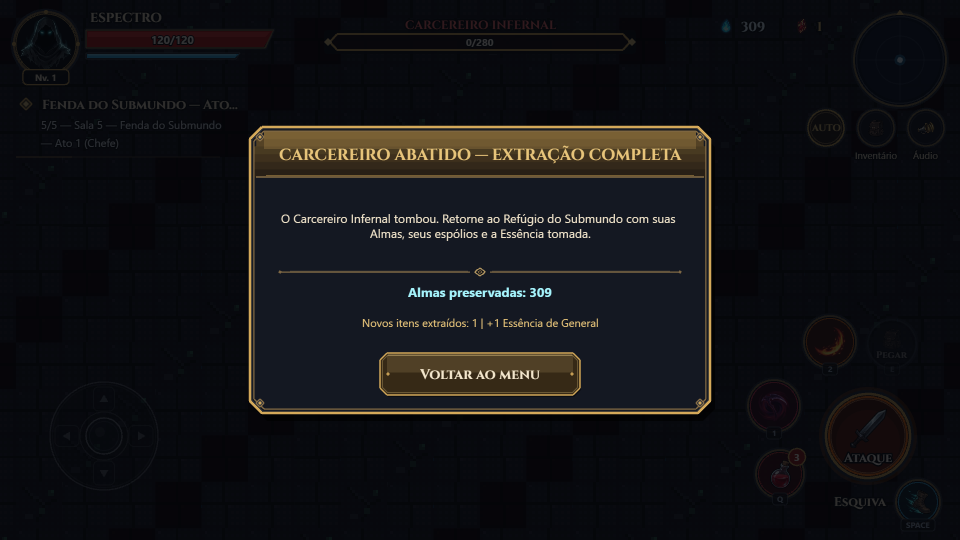 ESPECTRO
120/120
Nv. 1
CARCEREIRO INFERNAL
0/280
309
1
FENDA DO SUBMUNDO — ATO...
5/5 — Sala 5 — Fenda do Submundo
— Ato 1 (Chefe)
AUTO
Inventário
Áudio
CARCEREIRO ABATIDO — EXTRAÇÃO COMPLETA
O Carcereiro Infernal tombou. Retorne ao Refúgio do Submundo com suas
Almas, seus espólios e a Essência tomada.
Almas preservadas: 309
Novos itens extraídos: 1 | +1 Essência de General
VOLTAR AO MENU
PEGAR
2
1
3
ATAQUE
Q
ESQUIVA
SPACE